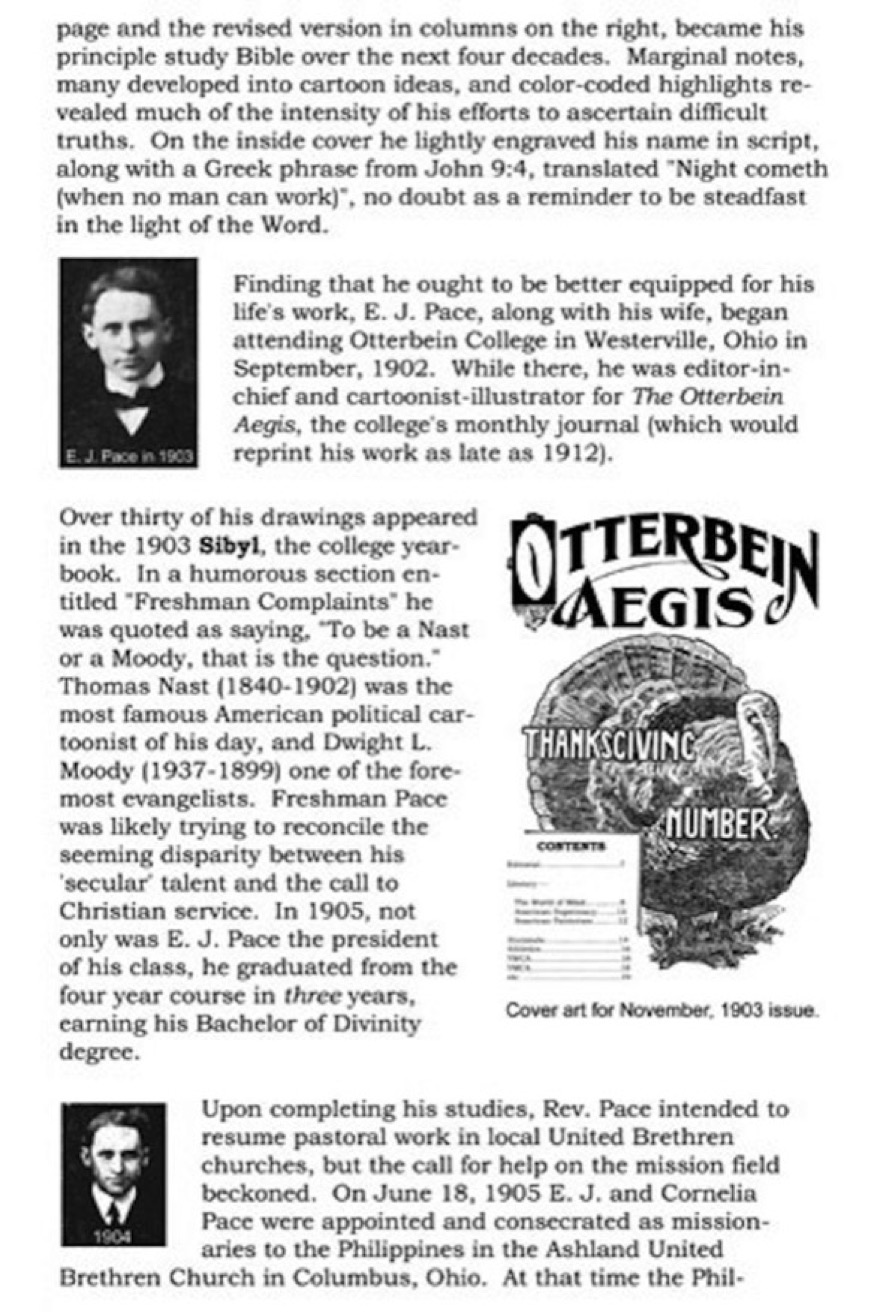 page and the revised version in columns on the right, became his
principle study Bible over the next four decades. Marginal notes,
many developed into cartoon ideas, and color-coded highlights re-
vealed much of the intensity of his efforts to ascertain difficult
truths. On the inside cover he lightly engraved his name in script,
along with a Greek phrase from John 9:4, translated "Night cometh
(when no man can work)", no doubt as a reminder to be steadfast
in the light of the Word.
Finding that he ought to be better equipped for his
life's work, E. J. Pace, along with his wife, began
attending Otterbein College in Westerville, Ohio in
September, 1902. While there, he was editor-in-
chief and cartoonist-illustrator for The Otterbein
Aegis, the college's monthly journal (which would
reprint his work as late as 1912).
E. J. Pace in 1903
Over thirty of his drawings appeared
in the 1903 Sibyl, the college year-
book. In a humorous section en-
titled "Freshman Complaints" he
was quoted as saying, "To be a Nast
or a Moody, that is the question."
Thomas Nast (1840-1902) was the
most famous American political car-
toonist of his day, and Dwight L.
Moody (1937-1899) one of the fore-
most evangelists. Freshman Pace
was likely trying to reconcile the
seeming disparity between his
'secular' talent and the call to
Christian service. In 1905, not
only was E. J. Pace the president
of his class, he graduated from the
four year course in three years,
earning his Bachelor of Divinity
degree.
OTTERBEIN
AEGIS
THANKSGIVING
NUMBER.
CONTENTS
Cover art for November, 1903 issue.
Upon completing his studies, Rev. Pace intended to
resume pastoral work in local United Brethren
churches, but the call for help on the mission field
beckoned. On June 18, 1905 E. J. and Cornelia
Pace were appointed and consecrated as mission-
aries to the Philippines in the Ashland United
Brethren Church in Columbus, Ohio. At that time the Phil-
1904